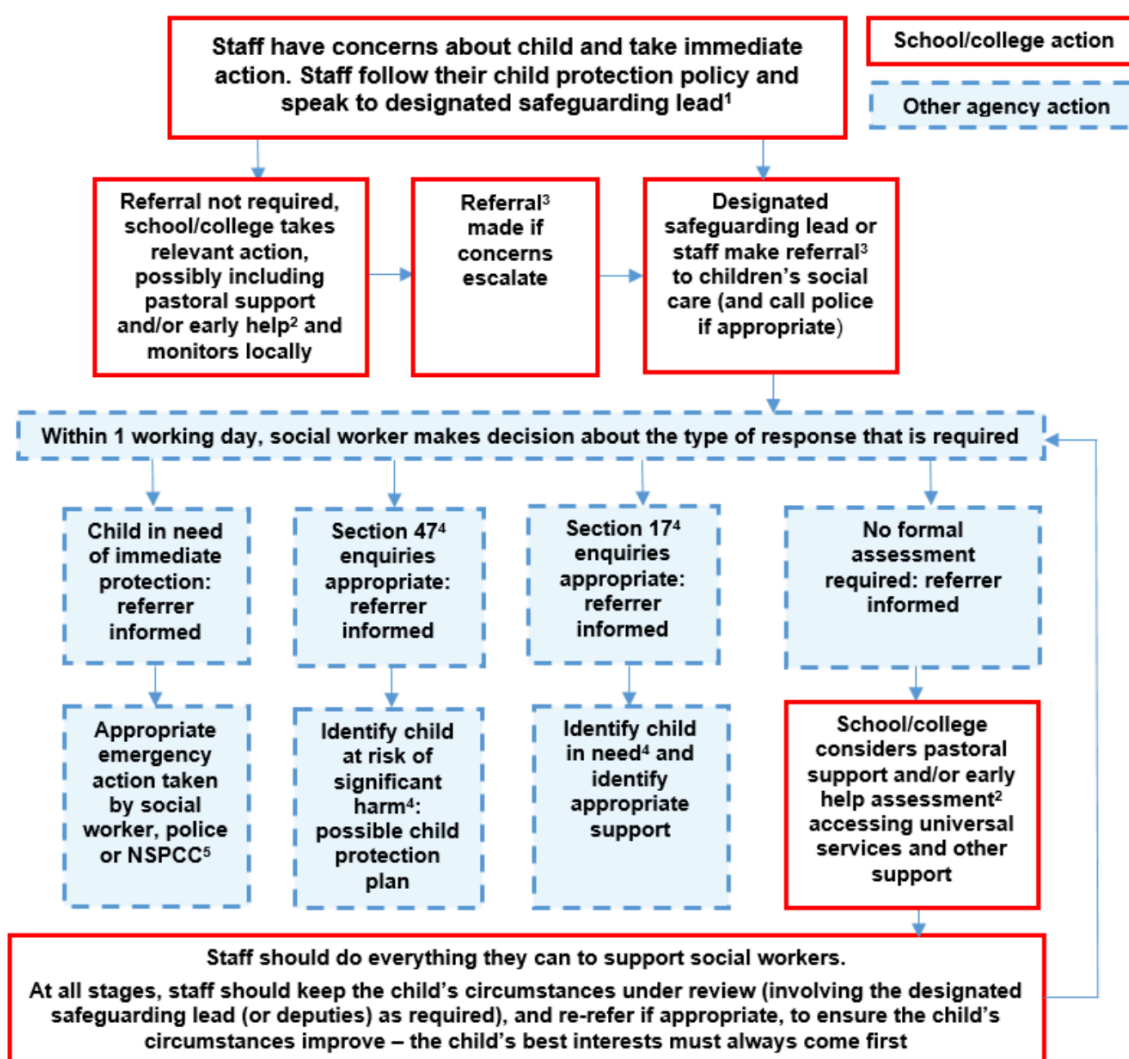 Staff have concerns about child and take immediate
action. Staff follow their child protection policy and
speak to designated safeguarding lead¹
School/college action
Other agency action
Referral not required,
school/college takes
relevant action,
possibly including
pastoral support
and/or early help² and
monitors locally
Referral³
made if
concerns
escalate
Designated
safeguarding lead or
staff make referral³
to children’s social
care (and call police
if appropriate)
Within 1 working day, social worker makes decision about the type of response that is required
Child in need
of immediate
protection:
referrer
informed
Section 47⁴
enquiries
appropriate:
referrer
informed
Section 17⁴
enquiries
appropriate:
referrer
informed
No formal
assessment
required: referrer
informed
Appropriate
emergency
action taken
by social
worker, police
or NSPCC⁵
Identify child
at risk of
significant
harm⁴:
possible child
protection
plan
Identify child
in need⁴ and
identify
appropriate
support
School/college
considers pastoral
support and/or early
help assessment²
accessing universal
services and other
support
Staff should do everything they can to support social workers.
At all stages, staff should keep the child’s circumstances under review (involving the designated
safeguarding lead (or deputies) as required), and re-refer if appropriate, to ensure the child’s
circumstances improve – the child’s best interests must always come first